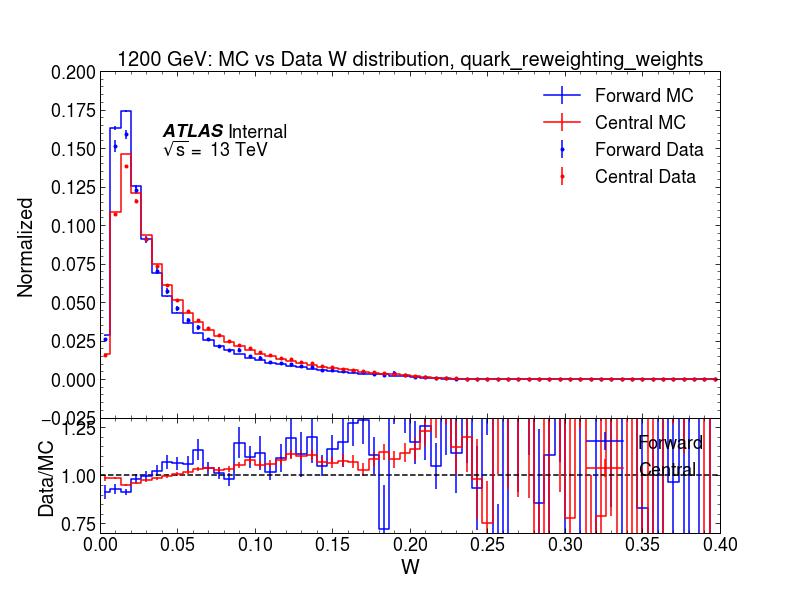 1200 GeV: MC vs Data W distribution, quark_reweighting_weights
0.200
0.175
0.150
0.125
0.100
0.075
0.050
0.025
0.000
−0.025
Normalized
ATLAS Internal
√s = 13 TeV
Forward MC
Central MC
Forward Data
Central Data
1.25
1.00
0.75
Data/MC
Forward
Central
0.00 0.05 0.10 0.15 0.20 0.25 0.30 0.35 0.40
W